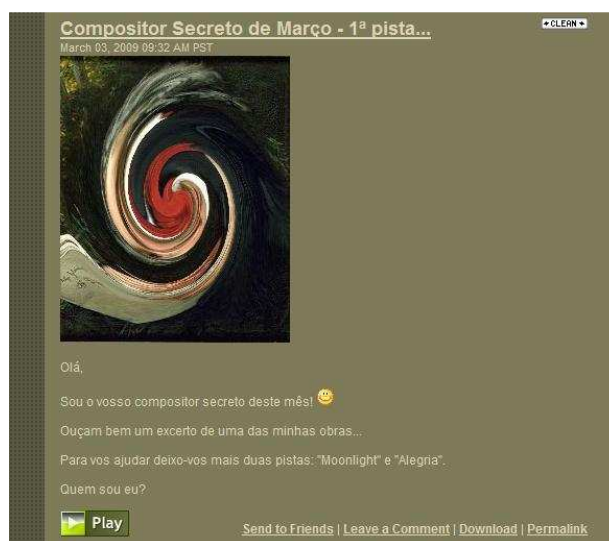 Compositor Secreto de Março - 1ª pista...
CLEAN
March 03, 2009 09:32 AM PST
Olá,
Sou o vosso compositor secreto deste mês!
Ouçam bem um excerto de uma das minhas obras...
Para vos ajudar deixo-vos mais duas pistas: "Moonlight" e "Alegria".
Quem sou eu?
Play
Send to Friends | Leave a Comment | Download | Permalink